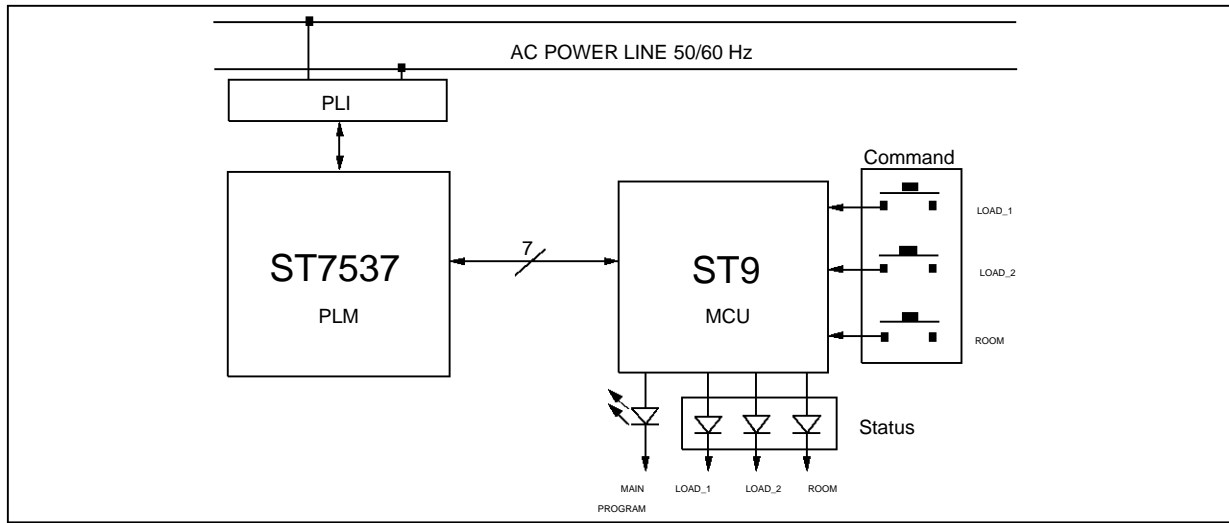 AC POWER LINE 50/60 Hz
PLI
Command
LOAD_1
7
ST7537
ST9
LOAD_2
PLM
MCU
ROOM
Status
MAIN LOAD_1 LOAD_2 ROOM
PROGRAM